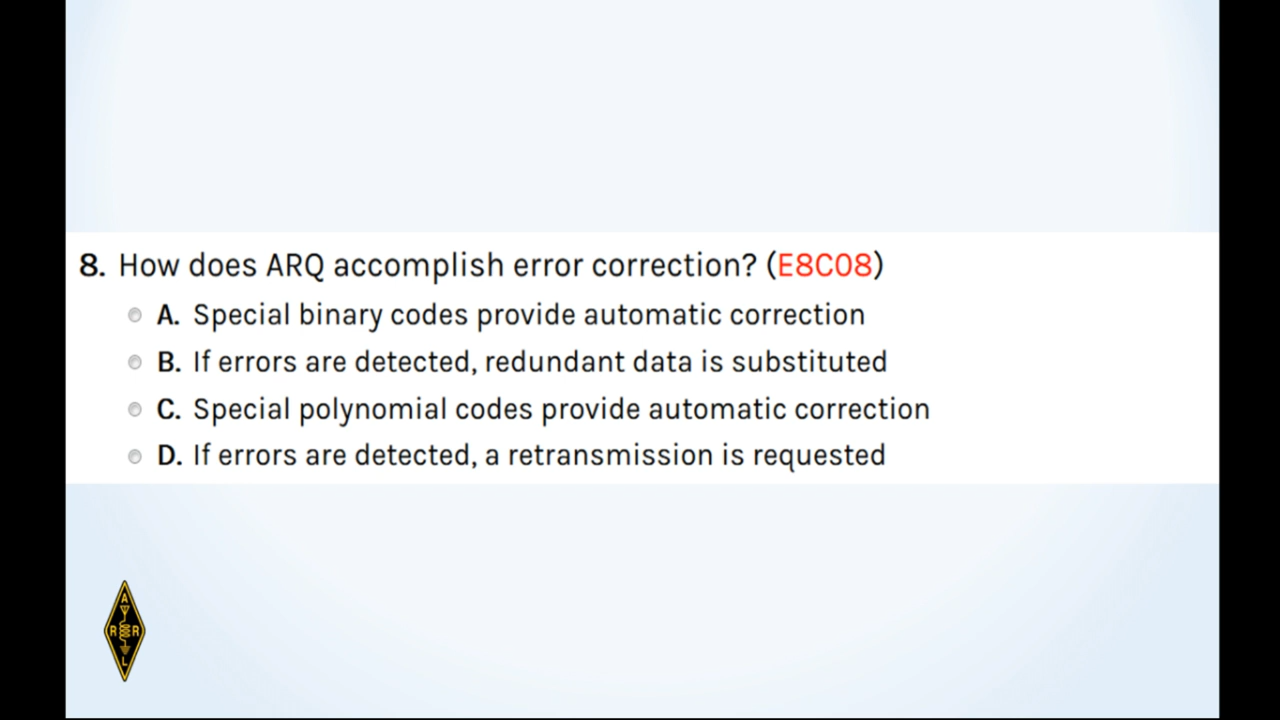 8. How does ARQ accomplish error correction? (E8C08)
A. Special binary codes provide automatic correction
B. If errors are detected, redundant data is substituted
C. Special polynomial codes provide automatic correction
D. If errors are detected, a retransmission is requested
A
R R
L